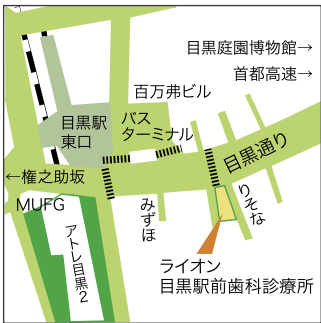 目黒庭園博物館→
首都高速→
百万弗ビル
目黒駅
東口
バス
ターミナル
目黒通り
←権之助坂
MUFG
みずほ
りそな
アトレ目黒2
ライオン
目黒駅前歯科診療所